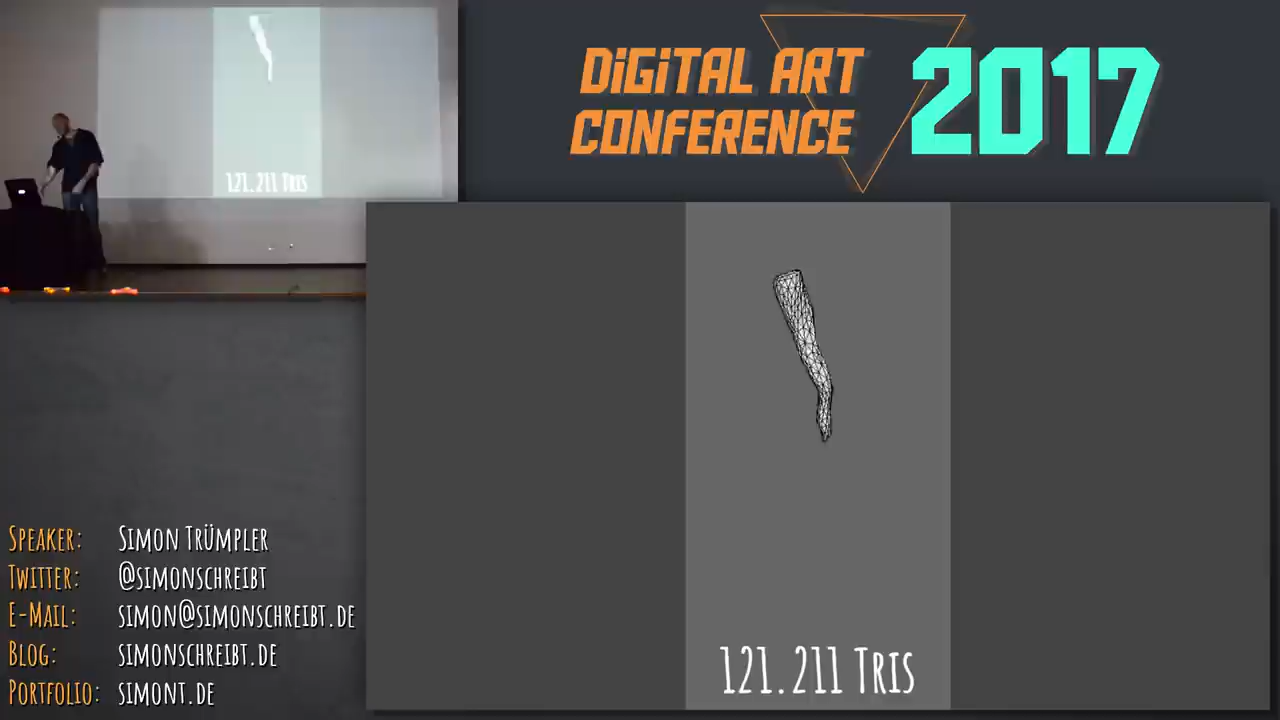 121.211 Tris
DIGITAL ART
CONFERENCE
2017
121.211 Tris
Speaker: Simon Trümpler
Twitter: @simonschreibt
E-Mail: simon@simonschreibt.de
Blog: simonschreibt.de
Portfolio: simont.de